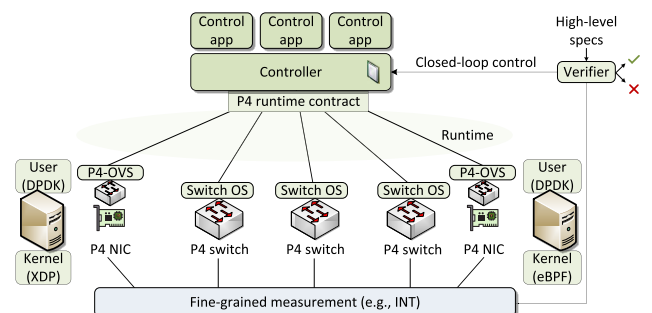 Control
app
Control
app
Control
app
High-level
specs
Controller
Closed-loop control
Verifier
P4 runtime contract
Runtime
User
(DPDK)
P4-OVS
Switch OS
Switch OS
Switch OS
P4-OVS
User
(DPDK)
Kernel
(XDP)
P4 NIC
P4 switch
P4 switch
P4 switch
P4 NIC
Kernel
(eBPF)
Fine-grained measurement (e.g., INT)